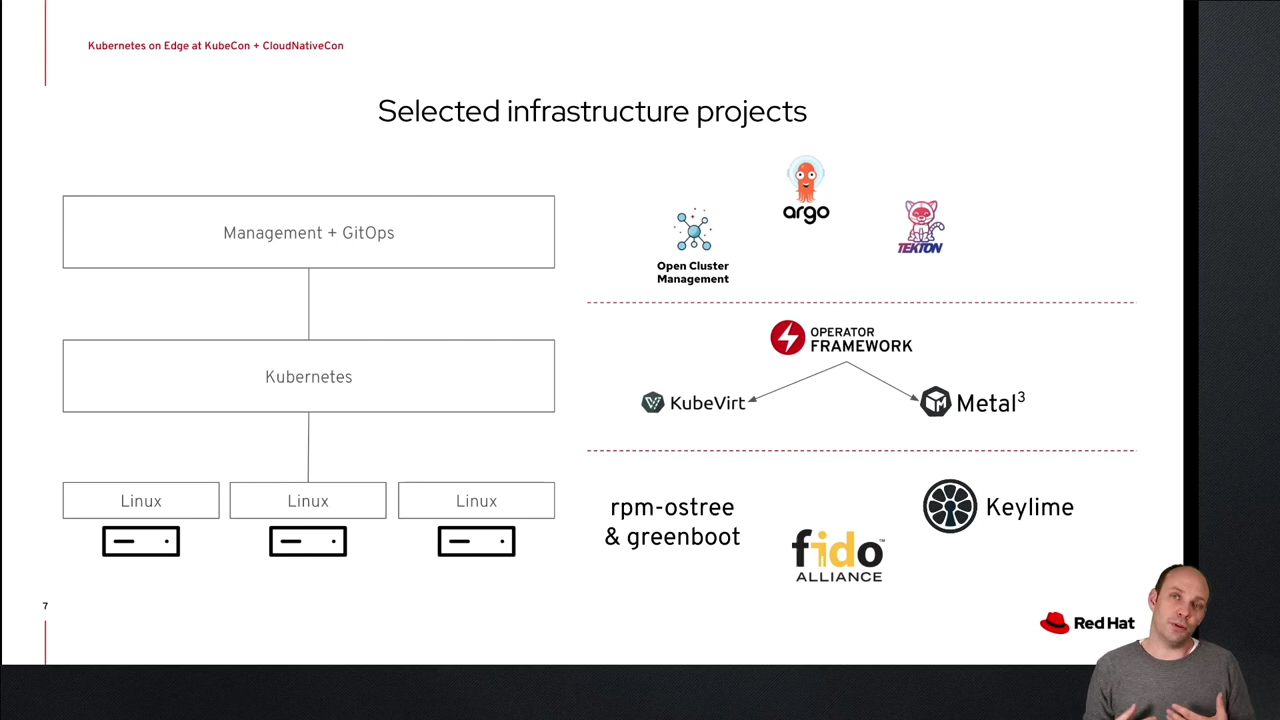 Kubernetes on Edge at KubeCon + CloudNativeCon
Selected infrastructure projects
Management + GitOps
Kubernetes
Linux
Linux
Linux
7
argo
Open Cluster
Management
TEKTON
OPERATOR
FRAMEWORK
KubeVirt
Metal³
rpm-ostree
& greenboot
fido™
ALLIANCE
Keylime
Red Hat